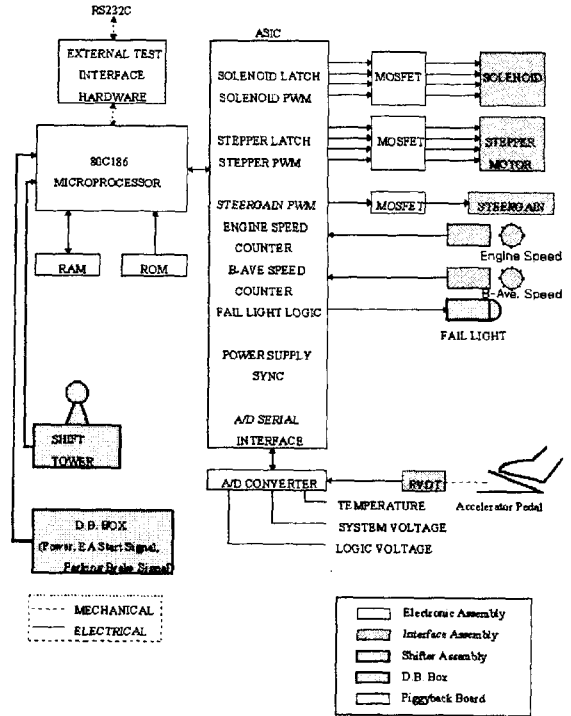 RS232C
EXTERNAL TEST
INTERFACE
HARDWARE
80C186
MICROPROCESSOR
RAM
ROM
SHIFT
TOWER
D.B. BOX
(Power, E.A Start Signal,
Parking Brake Signal)
MECHANICAL
ELECTRICAL
ASIC
SOLENOID LATCH
SOLENOID PWM
STEPPER LATCH
STEPPER PWM
STEERGAIN PWM
ENGINE SPEED
COUNTER
B-AVE SPEED
COUNTER
FAIL LIGHT LOGIC
POWER SUPPLY
SYNC
A/D SERIAL
INTERFACE
A/D CONVERTER
MOSFET
SOLENOID
MOSFET
STEPPER
MOTOR
MOSFET
STEERGAIN
Engine Speed
B-Ave. Speed
FAIL LIGHT
RVDT
Accelerator Pedal
TEMPERATURE
SYSTEM VOLTAGE
LOGIC VOLTAGE
Electronic Assembly
Interface Assembly
Shifter Assembly
D.B. Box
Piggyback Board